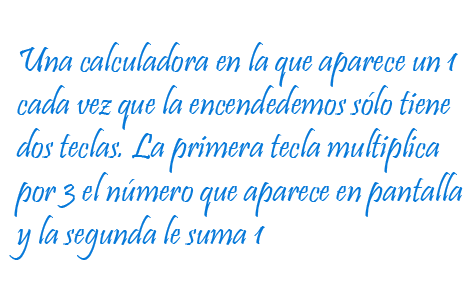 Una calculadora en la que aparece un 1
cada vez que la encendedemos sólo tiene
dos teclas. La primera tecla multiplica
por 3 el número que aparece en pantalla
y la segunda le suma 1